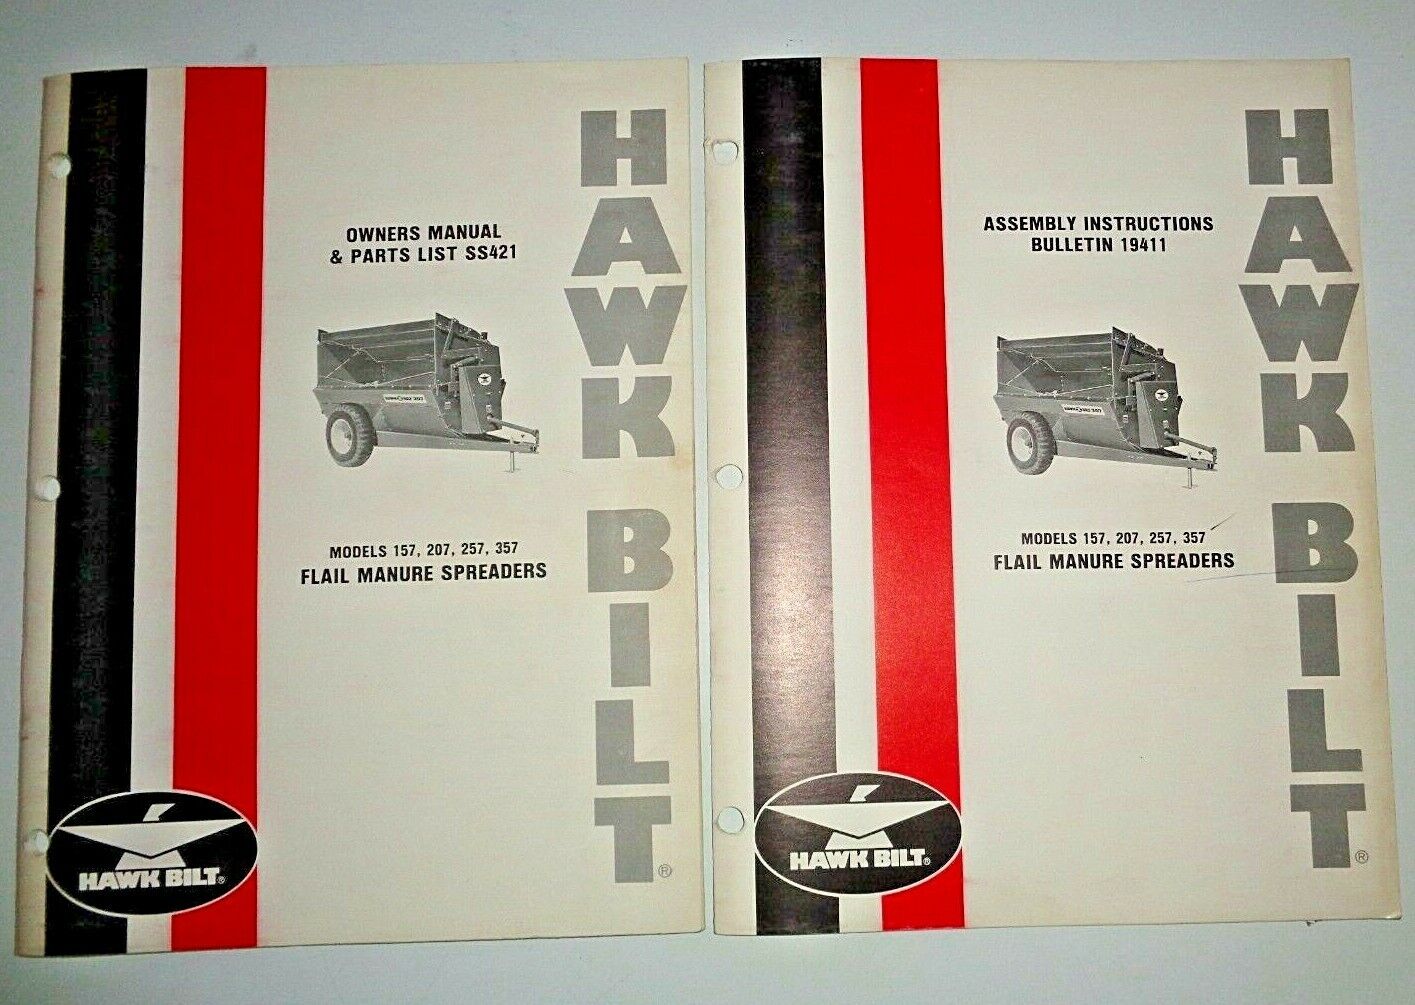 OWNERS MANUAL
& PARTS LIST SS421
MODELS 157, 207, 257, 357
FLAIL MANURE SPREADERS
HAWK BILT®
HAWK BILT®
ASSEMBLY INSTRUCTIONS
BULLETIN 19411
MODELS 157, 207, 257, 357
FLAIL MANURE SPREADERS
HAWK BILT®
HAWK BILT®